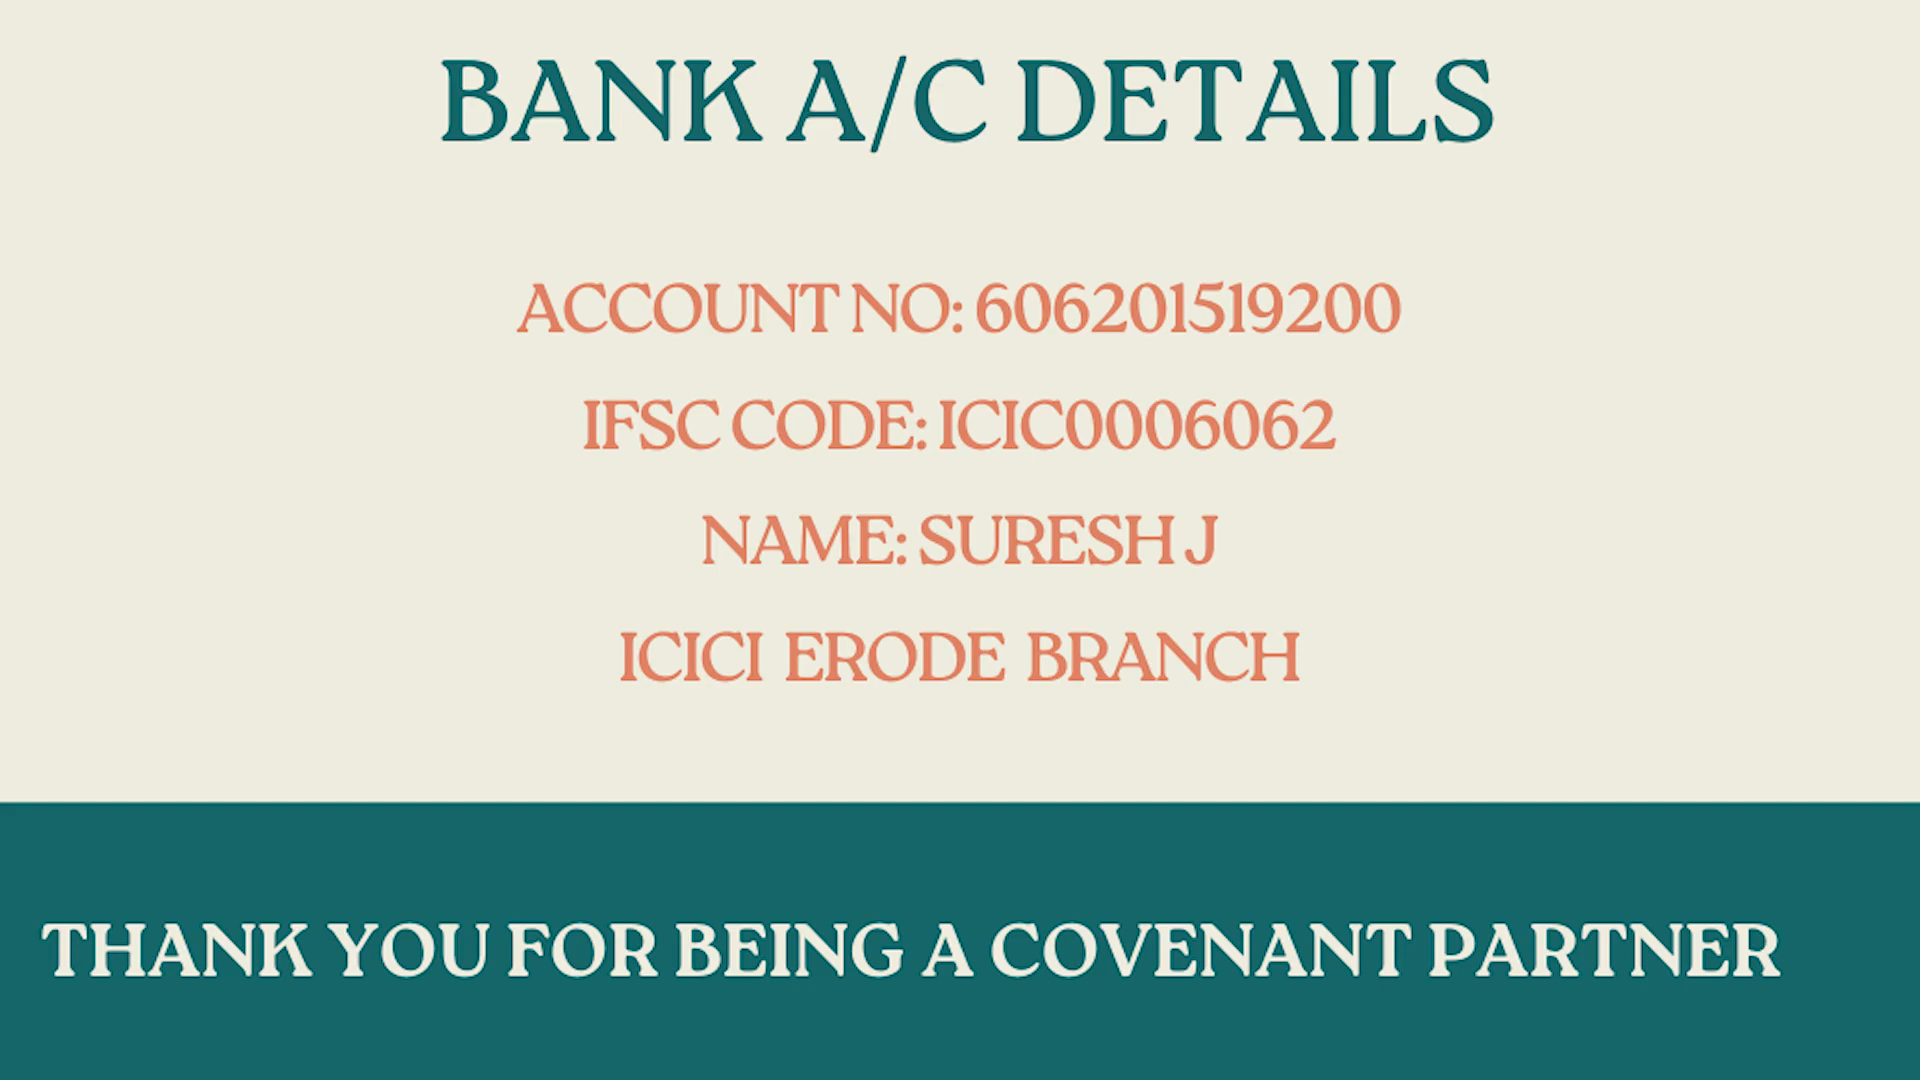 BANK A/C DETAILS
ACCOUNT NO: 606201519200
IFSC CODE: ICIC0006062
NAME: SURESH J
ICICI ERODE BRANCH
THANK YOU FOR BEING A COVENANT PARTNER